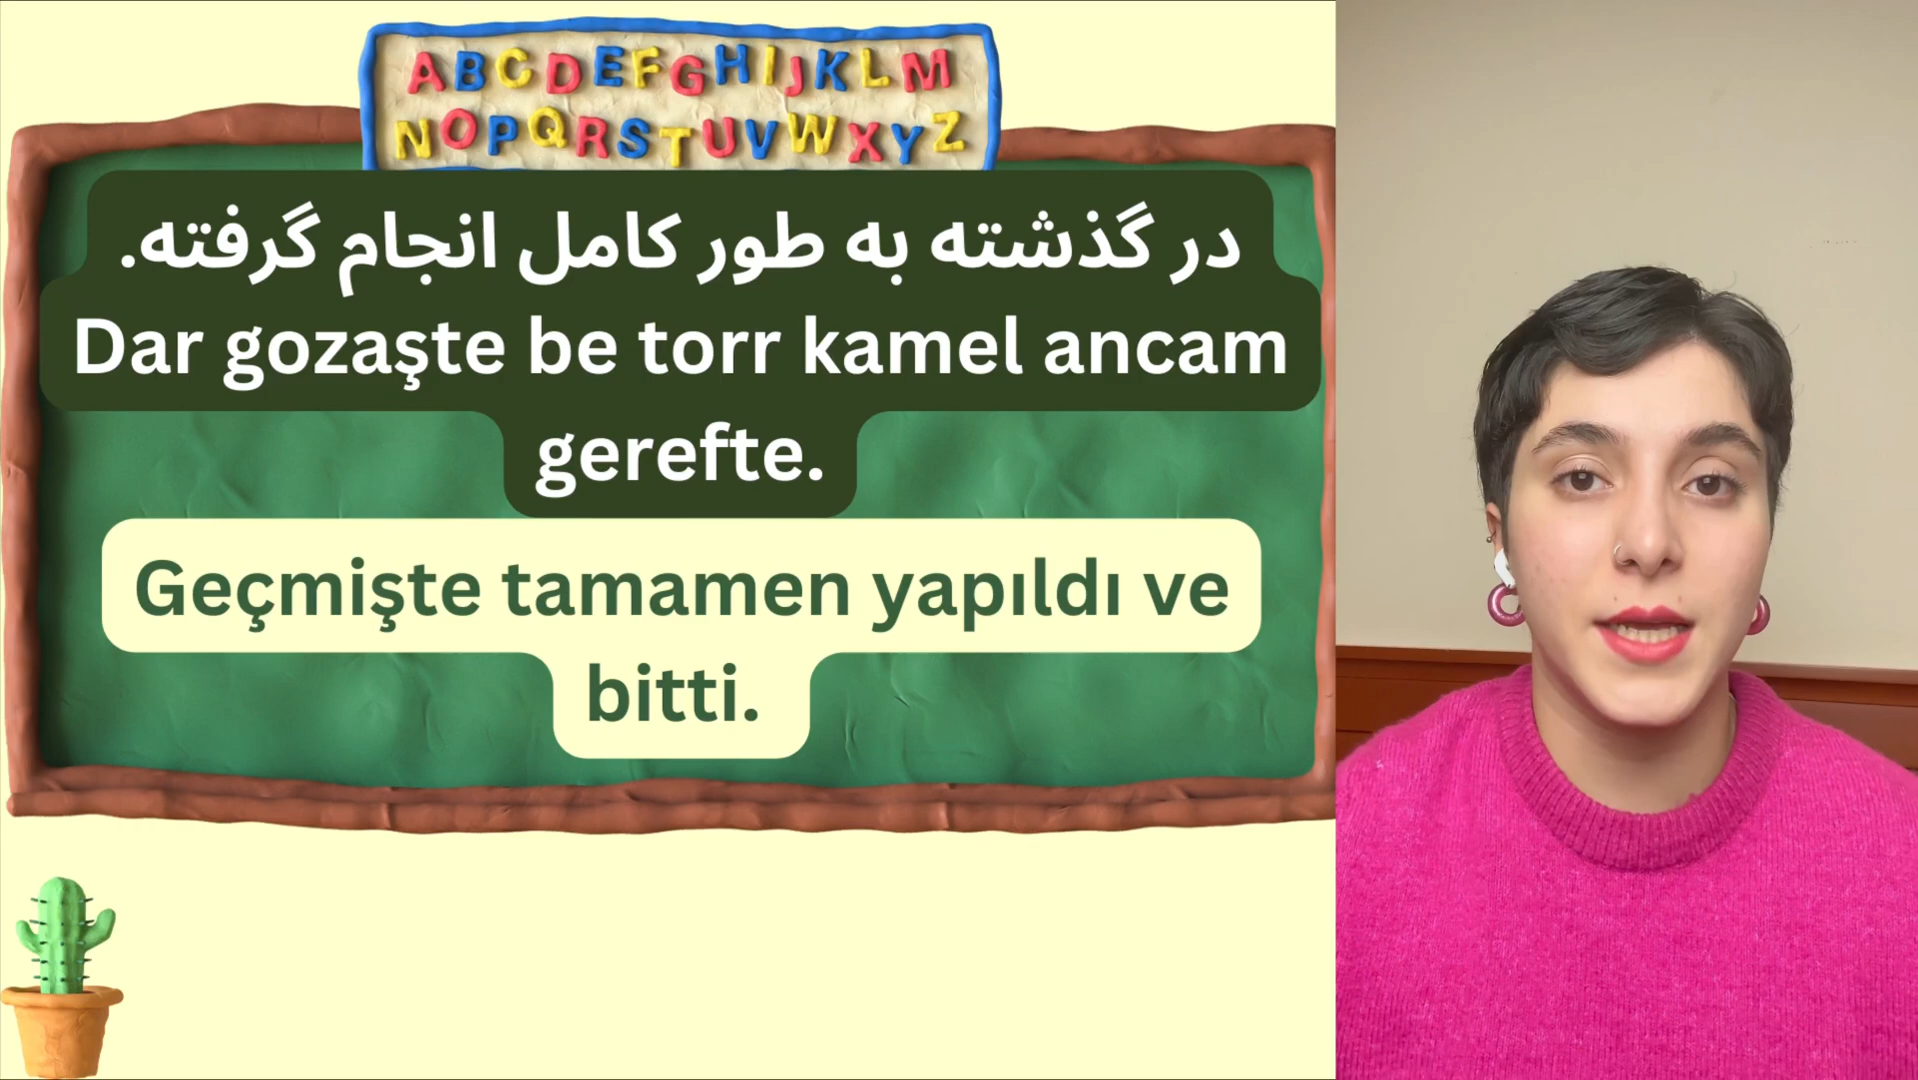 ABCDEFGHIJKLM
NOPQRSTUVWXYZ
در گذشته به طور کامل انجام گرفته.
Dar gozaşte be torr kamel ancam
gerefte.
Geçmişte tamamen yapıldı ve
bitti.